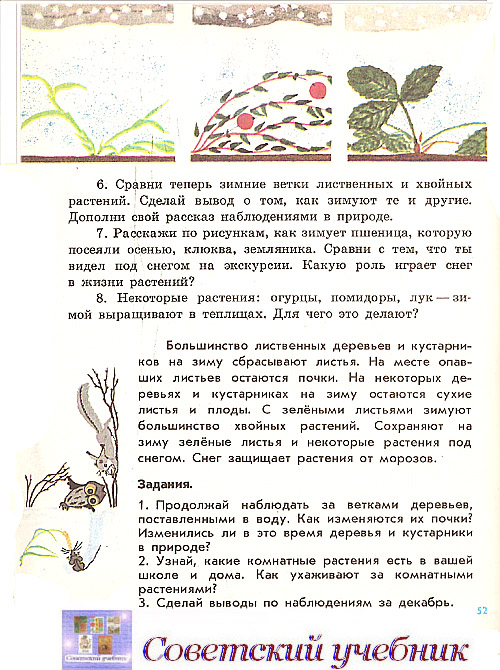 6. Сравни теперь зимние ветки лиственных и хвойных
растений. Сделай вывод о том, как зимуют те и другие.
Дополни свой рассказ наблюдениями в природе.
7. Расскажи по рисункам, как зимует пшеница, которую
посеяли осенью, клюква, земляника. Сравни с тем, что ты
видел под снегом на экскурсии. Какую роль играет снег
в жизни растений?
8. Некоторые растения: огурцы, помидоры, лук — зи-
мой выращивают в теплицах. Для чего это делают?
Большинство лиственных деревьев и кустарни-
ков на зиму сбрасывают листья. На месте опав-
ших листьев остаются почки. На некоторых де-
ревьях и кустарниках на зиму остаются сухие
листья и плоды. С зелёными листьями зимуют
большинство хвойных растений. Сохраняют на
зиму зелёные листья и некоторые растения под
снегом. Снег защищает растения от морозов.
Задания.
1. Продолжай наблюдать за ветками деревьев,
поставленными в воду. Как изменяются их почки?
Изменились ли в это время деревья и кустарники
в природе?
2. Узнай, какие комнатные растения есть в вашей
школе и дома. Как ухаживают за комнатными
растениями?
3. Сделай выводы по наблюдениям за декабрь.
52
Советский учебник
Советский учебник